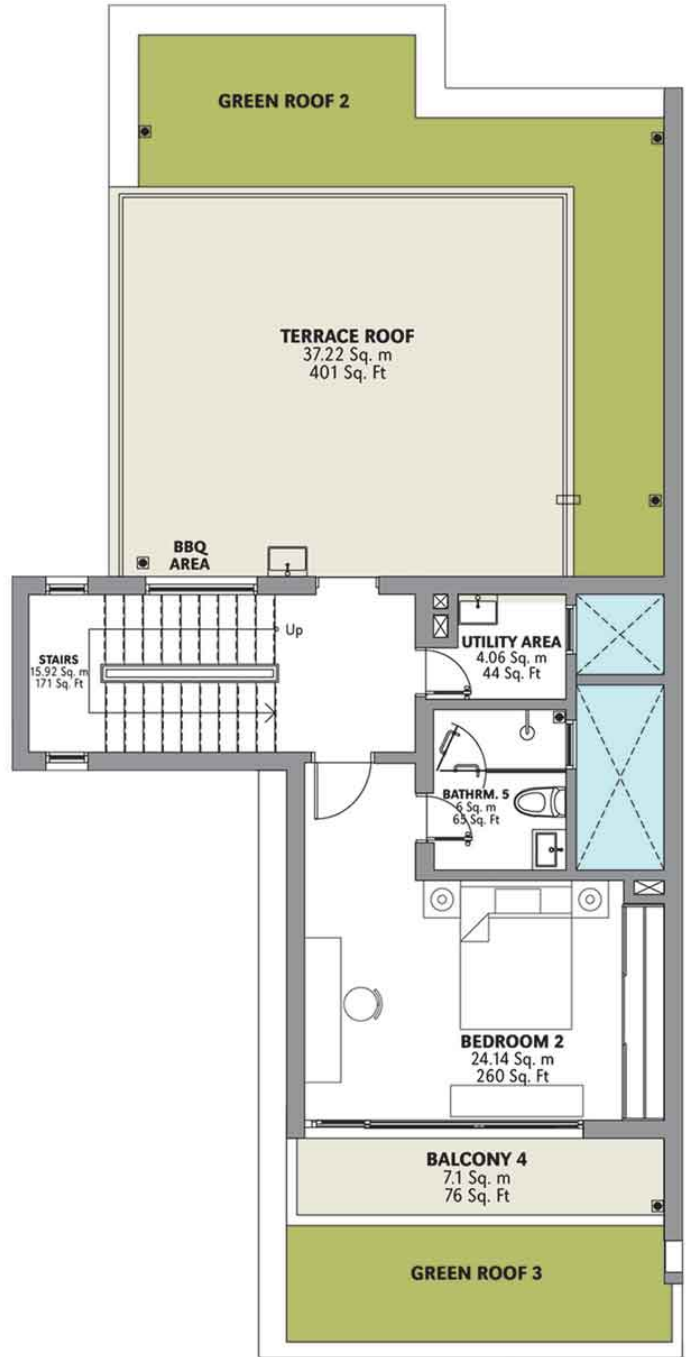 GREEN ROOF 2
TERRACE ROOF
37.22 Sq. m
401 Sq. Ft
BBQ
AREA
Up
STAIRS
15.92 Sq. m
171 Sq. Ft
UTILITY AREA
4.06 Sq. m
44 Sq. Ft
BATHRM. 5
6 Sq. m
65 Sq. Ft
BEDROOM 2
24.14 Sq. m
260 Sq. Ft
BALCONY 4
7.1 Sq. m
76 Sq. Ft
GREEN ROOF 3